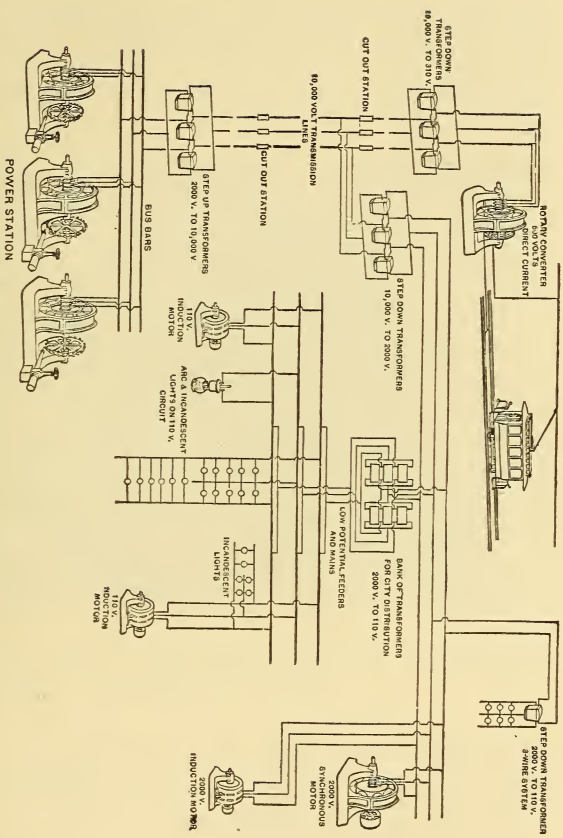 POWER STATION
BUS BARS
STEP UP TRANSFORMERS
2000 V. TO 10,000 V
CUT OUT STATION
80,000 VOLT TRANSMISSION
LINES
CUT OUT STATION
STEP DOWN
TRANSFORMERS
80,000 V. TO 310 V.
ROTARY CONVERTER
VOLTS
DIRECT CURRENT
STEP DOWN TRANSFORMERS
10,000 V. TO 2000 V.
110 V.
INDUCTION
MOTOR
ARC & INCANDESCENT
LIGHTS ON 110 V.
CIRCUIT
LOW POTENTIAL FEEDERS
AND MAINS
BANK OF TRANSFORMERS
FOR CITY DISTRIBUTION
2000 V. TO 110 V.
INCANDESCENT
LIGHTS
110 V.
INDUCTION
MOTOR
STEP DOWN TRANSFORMER
2000 V. TO 110 V.
3-WIRE SYSTEM
2000 V.
SYNCHRONOUS
MOTOR
2000 V.
INDUCTION MOTOR